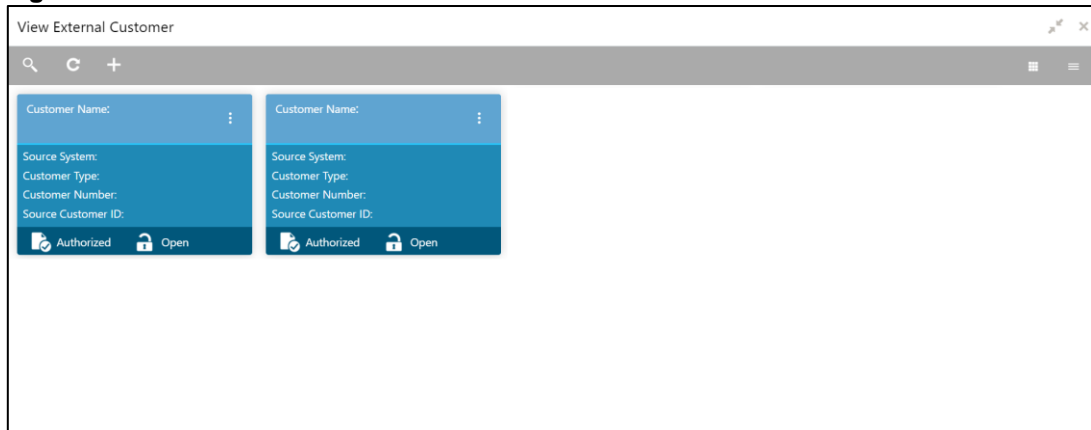 View External Customer
Customer Name:
Customer Name:
Source System:
Customer Type:
Customer Number:
Source Customer ID:
Source System:
Customer Type:
Customer Number:
Source Customer ID:
Authorized Open
Authorized Open